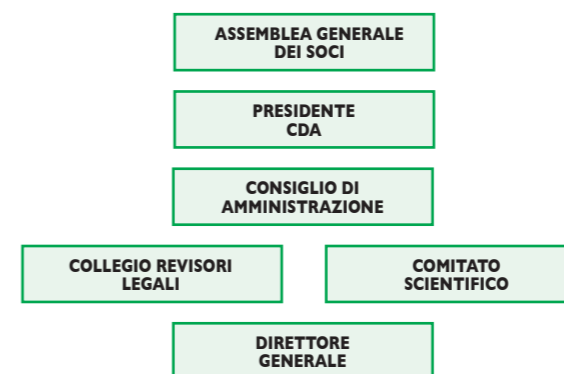 ASSEMBLEA GENERALE
DEI SOCI
PRESIDENTE
CDA
CONSIGLIO DI
AMMINISTRAZIONE
COLLEGIO REVISORI
LEGALI
COMITATO
SCIENTIFICO
DIRETTORE
GENERALE